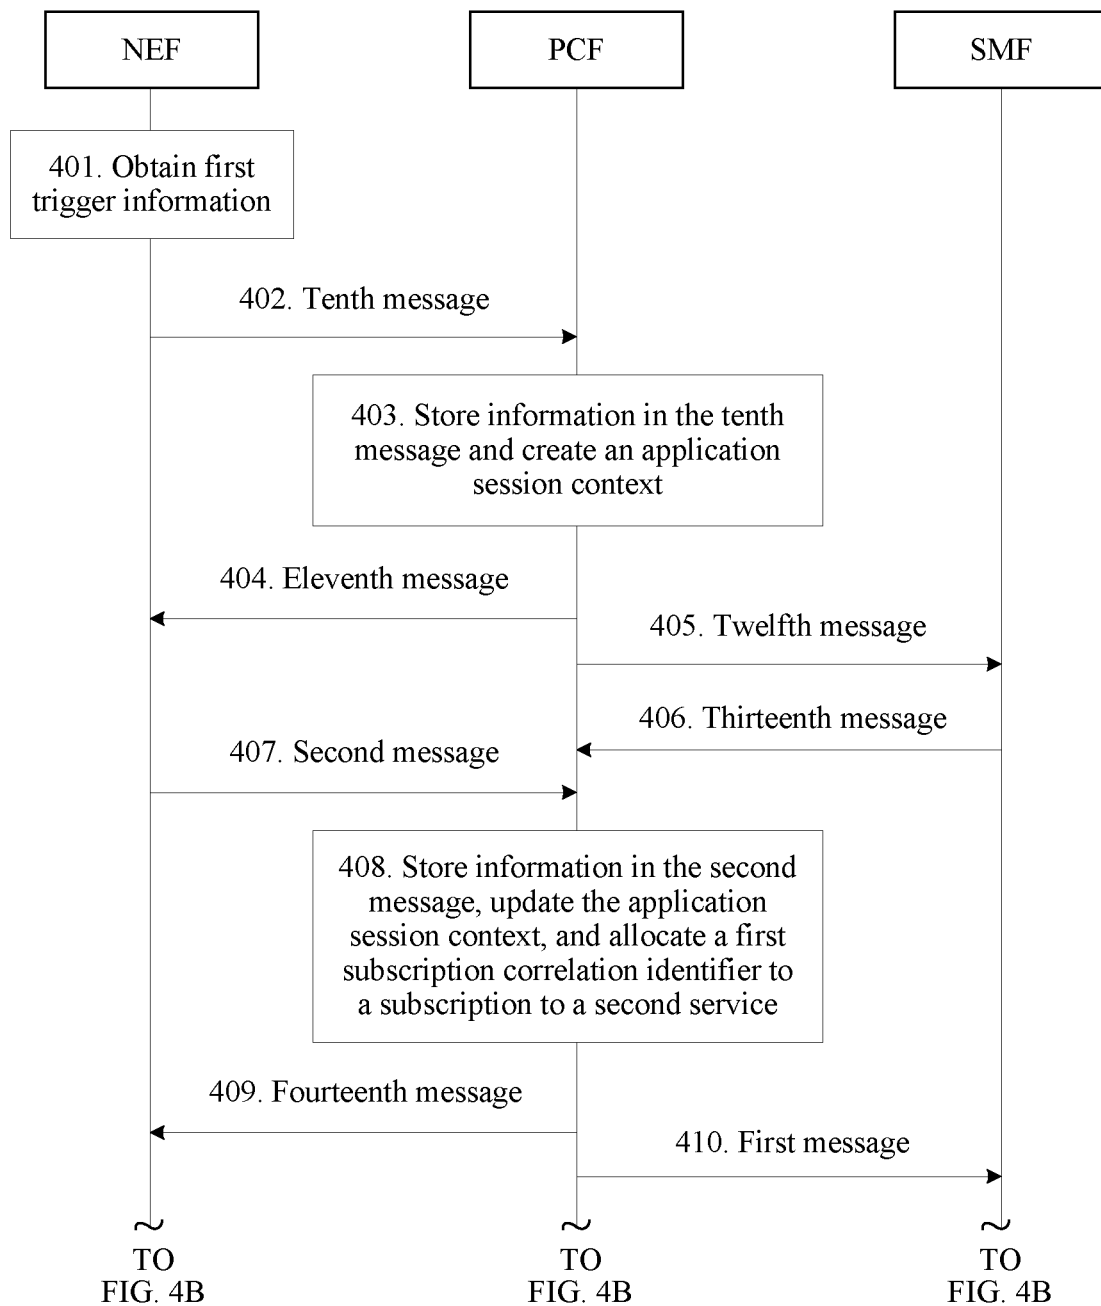 NEF
PCF
SMF
401. Obtain first
trigger information
402. Tenth message
403. Store information in the tenth
message and create an application
session context
404. Eleventh message
405. Twelfth message
406. Thirteenth message
407. Second message
408. Store information in the second
message, update the application
session context, and allocate a first
subscription correlation identifier to
a subscription to a second service
409. Fourteenth message
410. First message
TO
FIG. 4B
TO
FIG. 4B
TO
FIG. 4B